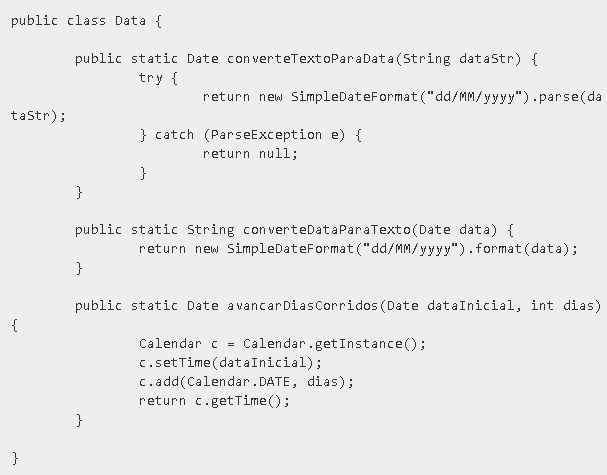 public class Data {
public static Date converteTextoParaData(String dataStr) {
try {
return new SimpleDateFormat("dd/MM/yyyy").parse(da
taStr);
} catch (ParseException e) {
return null;
}
}
public static String converteDataParaTexto(Date data) {
return new SimpleDateFormat("dd/MM/yyyy").format(data);
}
public static Date avancarDiasCorridos(Date dataInicial, int dias)
{
Calendar c = Calendar.getInstance();
c.setTime(dataInicial);
c.add(Calendar.DATE, dias);
return c.getTime();
}
}